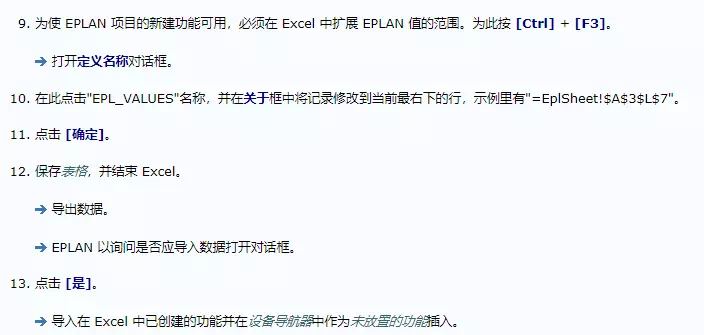 9. 为使 EPLAN 项目的新建功能可用，必须在 Excel 中扩展 EPLAN 值的范围。为此按 [Ctrl] + [F3]。
➔ 打开定义名称对话框。
10. 在此点击"EPL_VALUES"名称，并在关于框中将记录修改到当前最右下的行，示例里有"=EplSheet!$A$3$L$7"。
11. 点击 [确定]。
12. 保存表格，并结束 Excel。
➔ 导出数据。
➔ EPLAN 以询问是否应导入数据打开对话框。
13. 点击 [是]。
➔ 导入在 Excel 中已创建的功能并在设备导航器中作为未放置的功能插入。